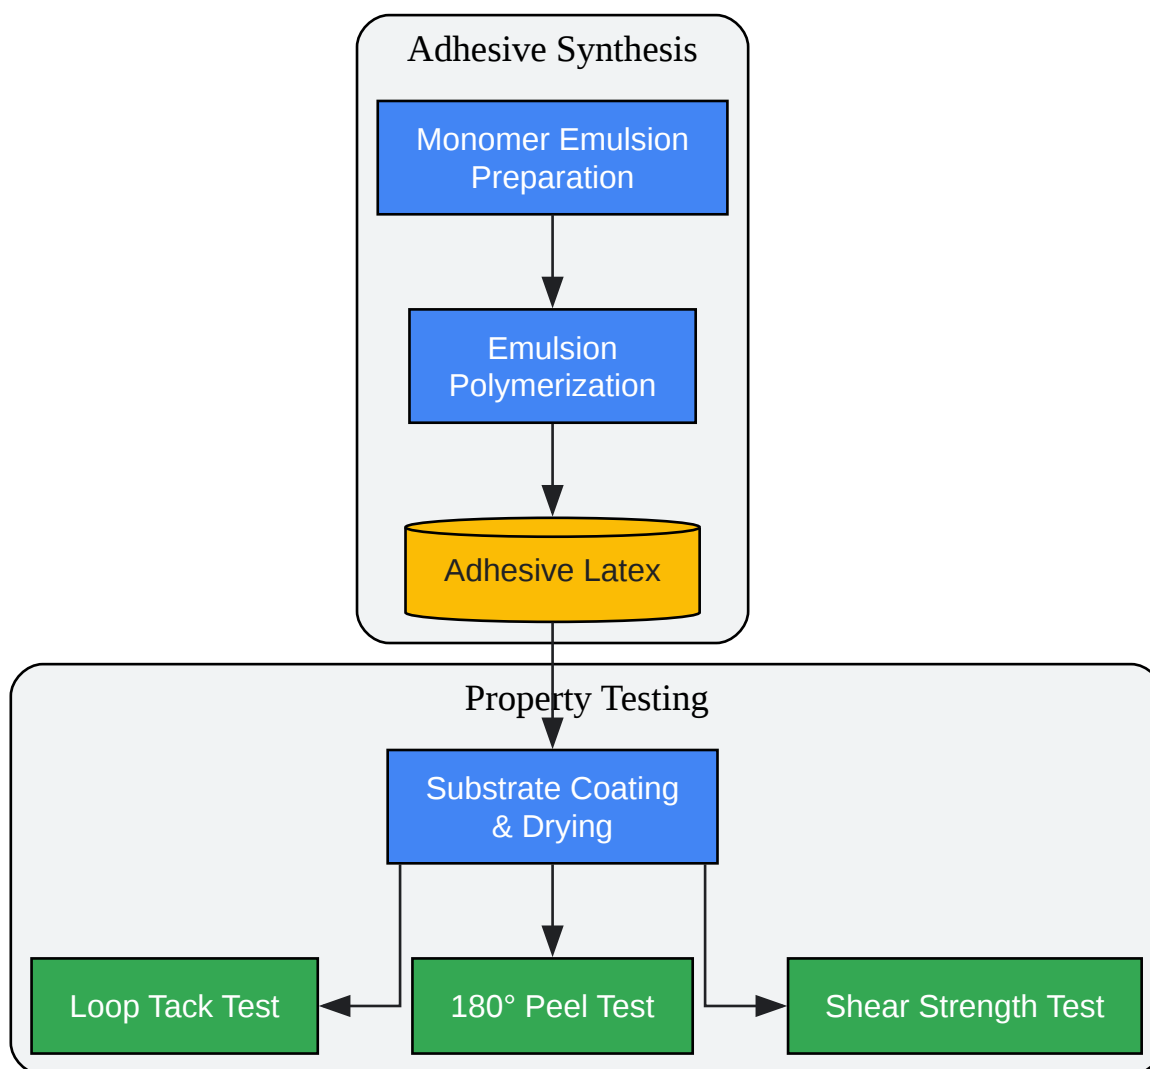 Adhesive Synthesis
Monomer Emulsion
Preparation
Emulsion
Polymerization
Adhesive Latex
Property Testing
Substrate Coating
& Drying
Loop Tack Test
180° Peel Test
Shear Strength Test